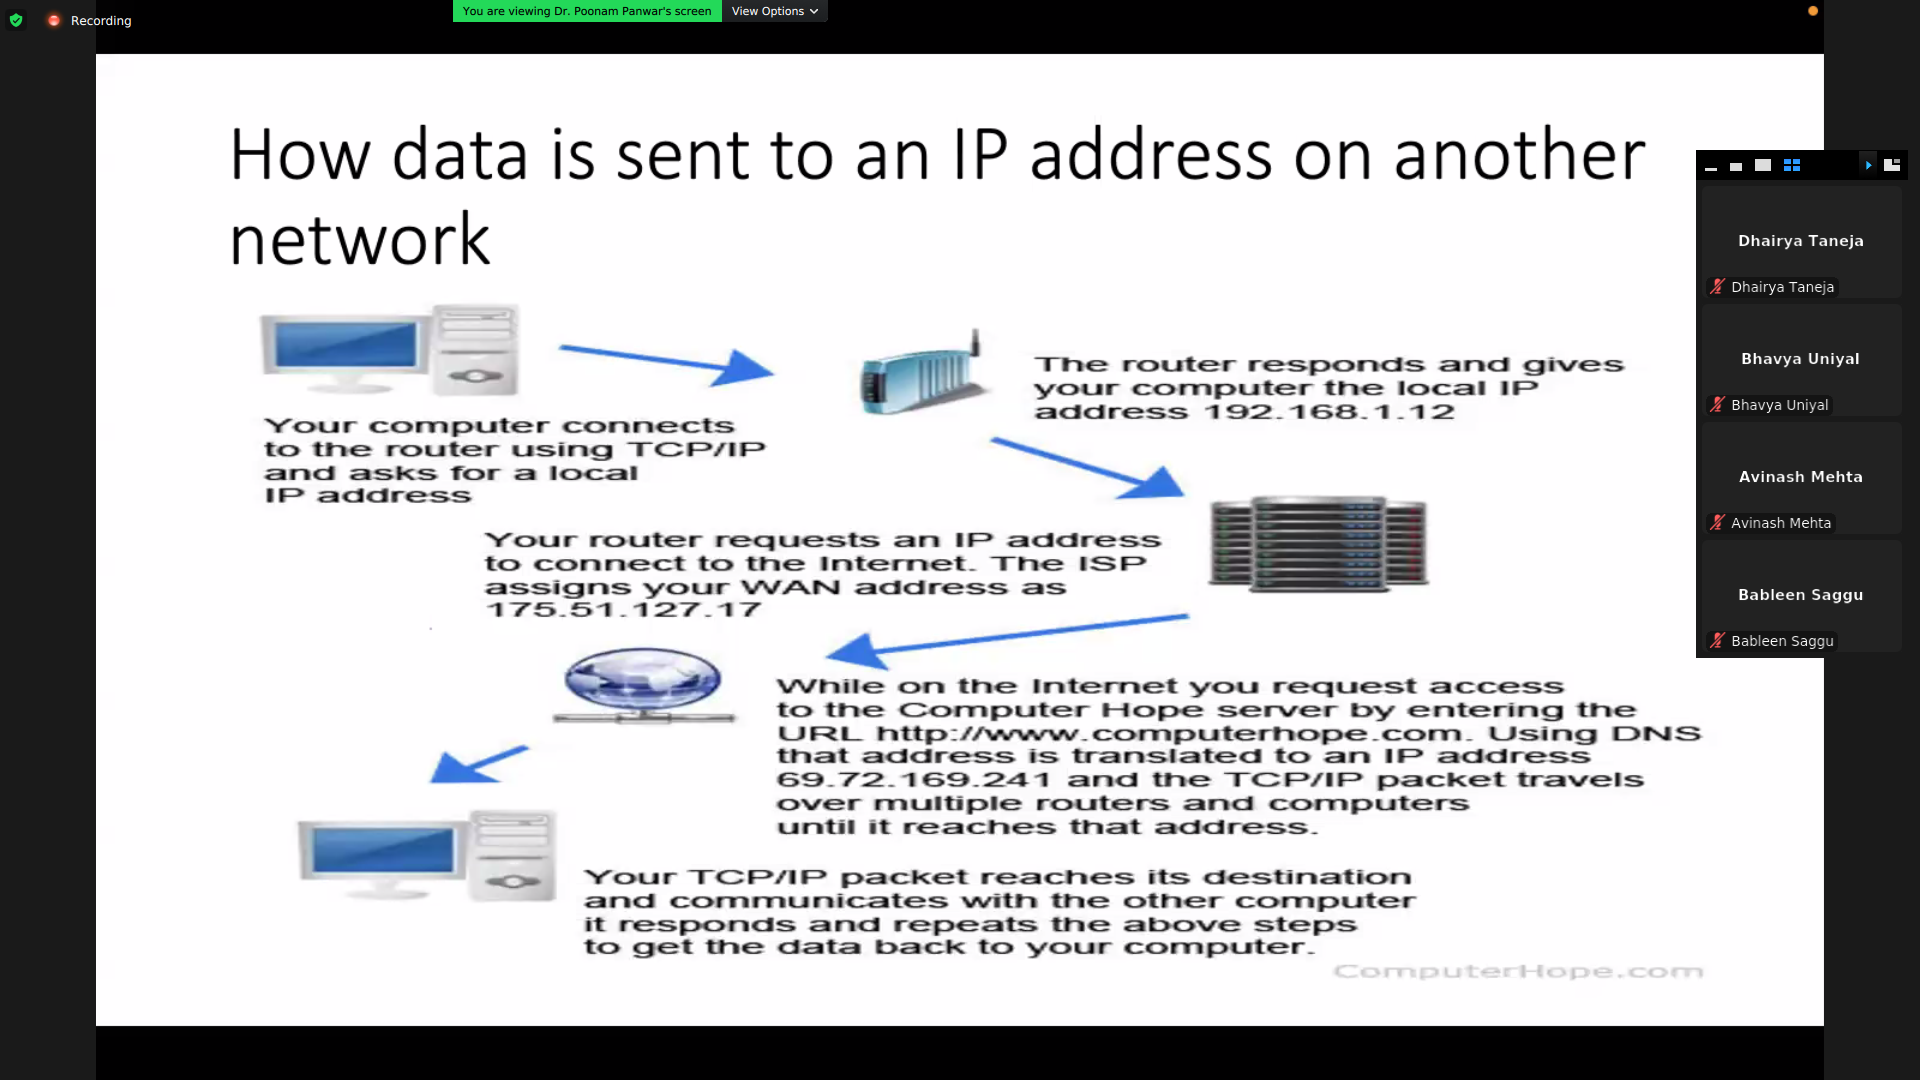 Recording
You are viewing Dr. Poonam Panwar's screen
View Options
How data is sent to an IP address on another
network
Your computer connects
to the router using TCP/IP
and asks for a local
IP address
The router responds and gives
your computer the local IP
address 192.168.1.12
Your router requests an IP address
to connect to the Internet. The ISP
assigns your WAN address as
175.51.127.17
While on the Internet you request access
to the Computer Hope server by entering the
URL http://www.computerhope.com. Using DNS
that address is translated to an IP address
69.72.169.241 and the TCP/IP packet travels
over multiple routers and computers
until it reaches that address.
Your TCP/IP packet reaches its destination
and communicates with the other computer
it responds and repeats the above steps
to get the data back to your computer.
ComputerHope.com
Dhairya Taneja
Dhairya Taneja
Bhavya Uniyal
Bhavya Uniyal
Avinash Mehta
Avinash Mehta
Bableen Saggu
Bableen Saggu